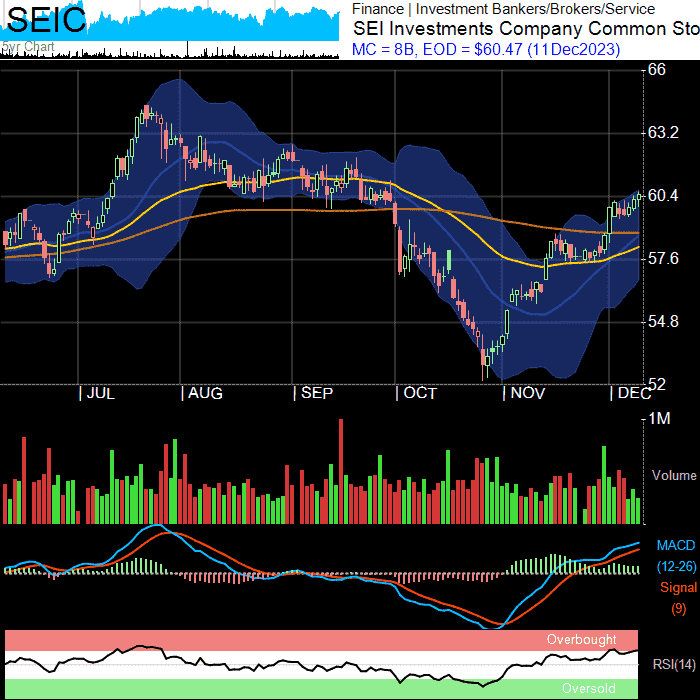 SEIC
5yr Chart
Finance | Investment Bankers/Brokers/Service
SEI Investments Company Common Sto
MC = 8B, EOD = $60.47 (11Dec2023)
66
63.2
60.4
57.6
54.8
52
| JUL | AUG | SEP | OCT | NOV | DEC
1M
Volume
MACD
(12-26)
Signal
(9)
Overbought
RSI(14)
Oversold